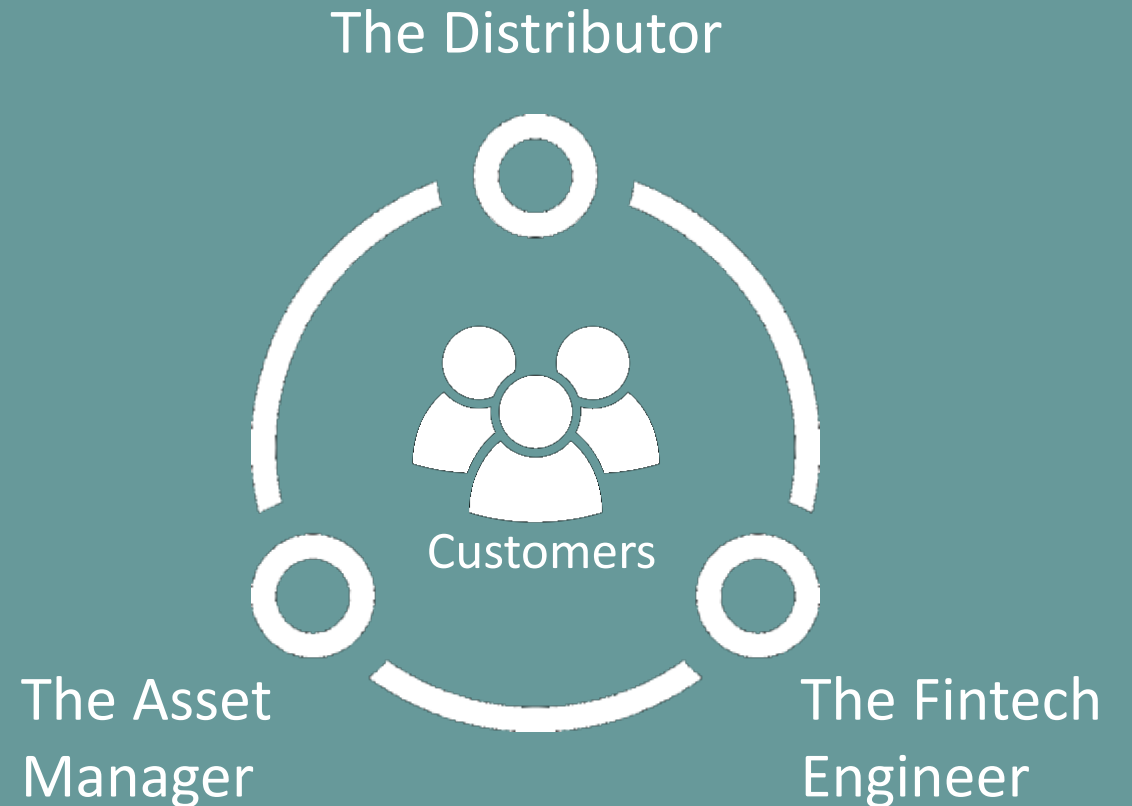 The Distributor
Customers
The Asset
Manager
The Fintech
Engineer